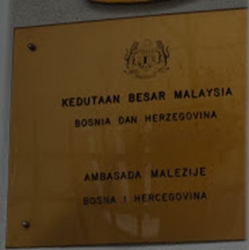 KEDUTAAN BESAR MALAYSIA
BOSNIA DAN HERZEGOVINA
AMBASADA MALEZIJE
BOSNA I HERCEGOVINA